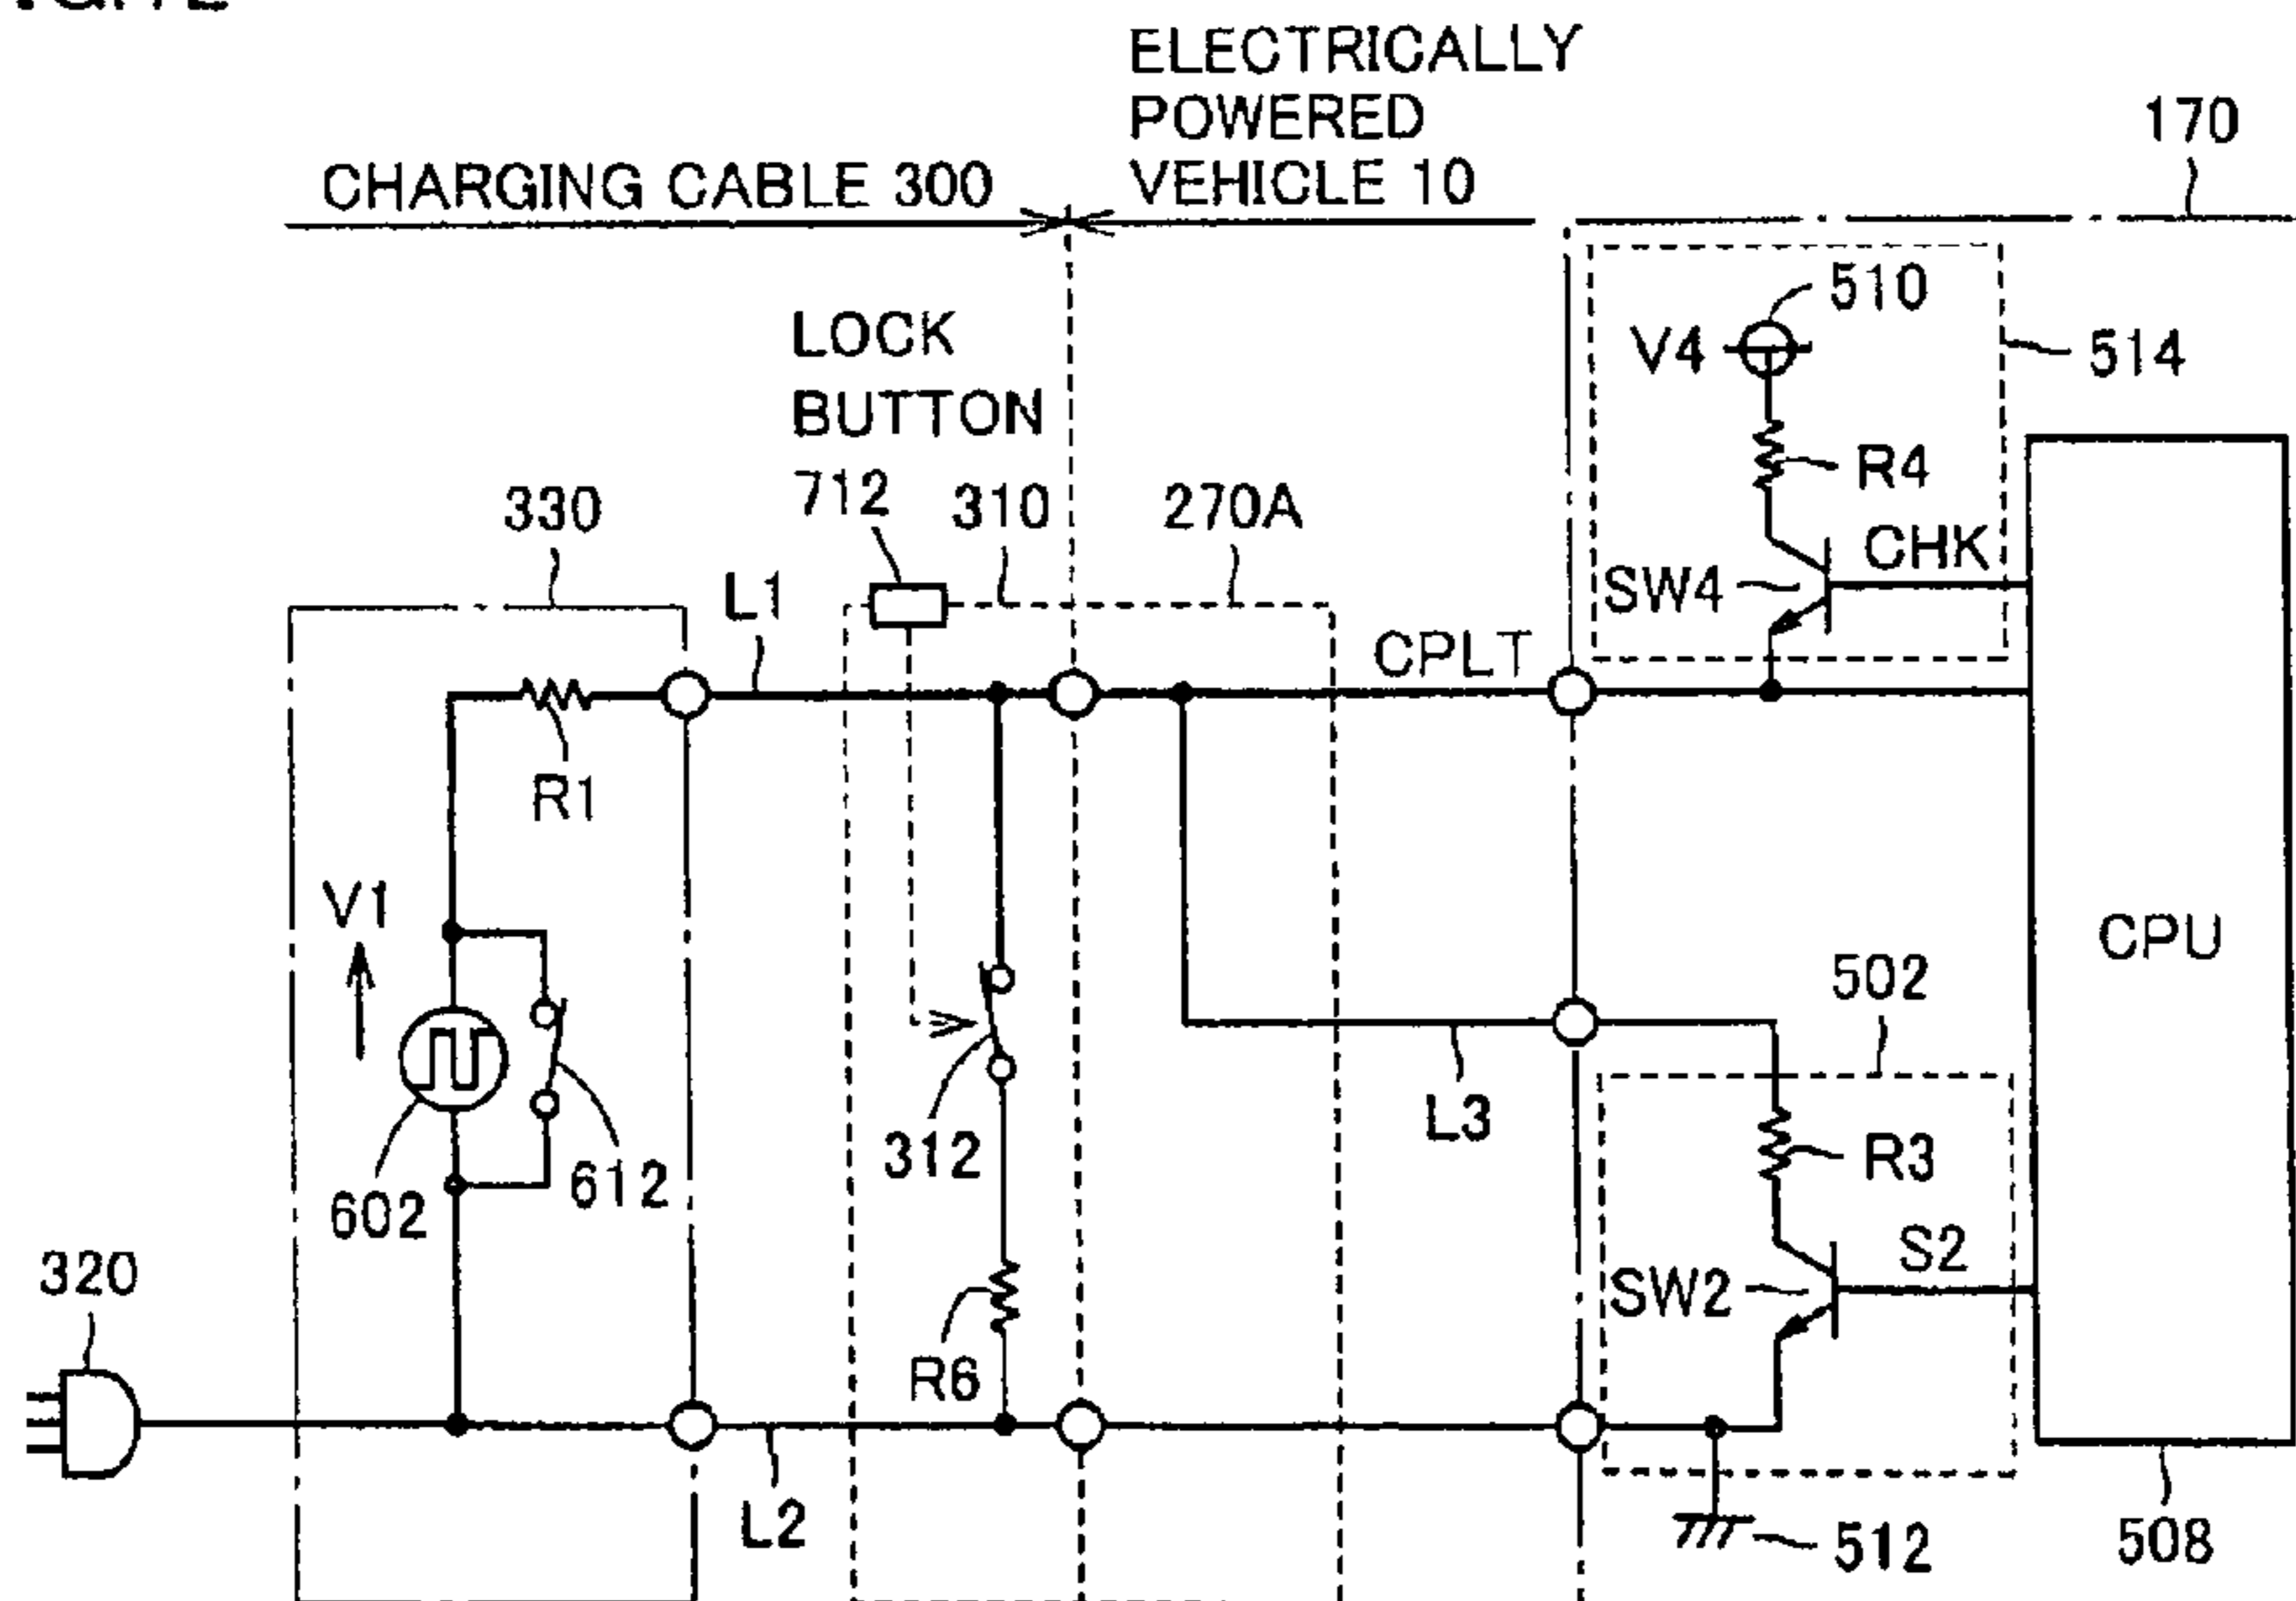 ELECTRICALLY
POWERED
VEHICLE 10
CHARGING CABLE 300
170
510
V4
514
LOCK
BUTTON
712
310
270A
330
R4
CHK
SW4
L1
CPLT
R1
V1
CPU
502
312
L3
R3
602
612
S2
SW2
320
R6
L2
512
508